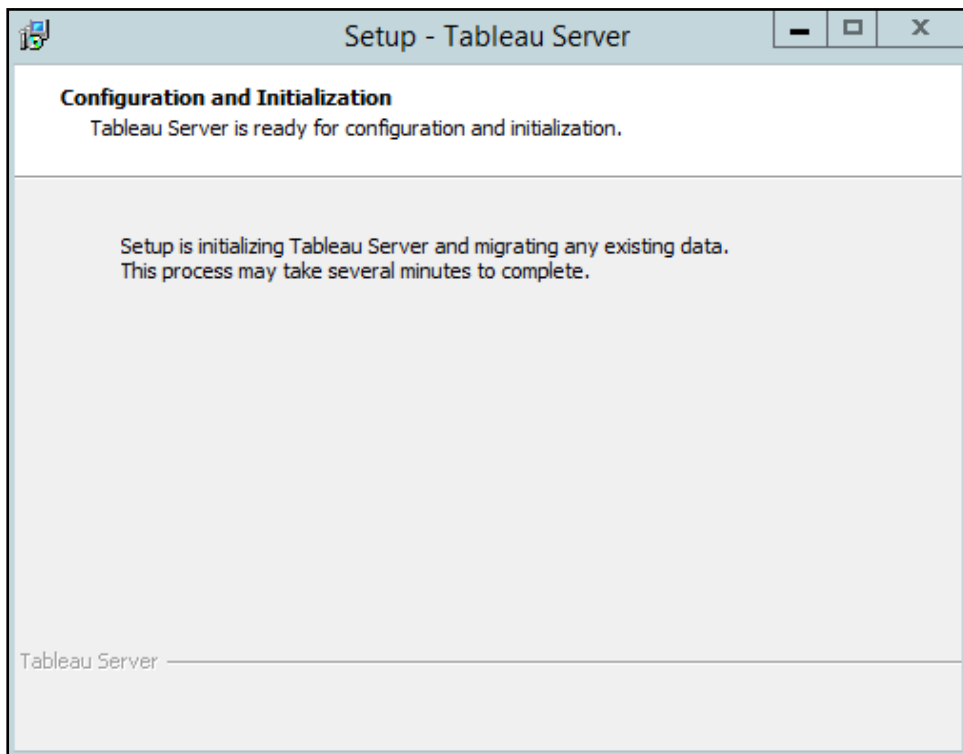 Setup - Tableau Server
Configuration and Initialization
Tableau Server is ready for configuration and initialization.
Setup is initializing Tableau Server and migrating any existing data.
This process may take several minutes to complete.
Tableau Server